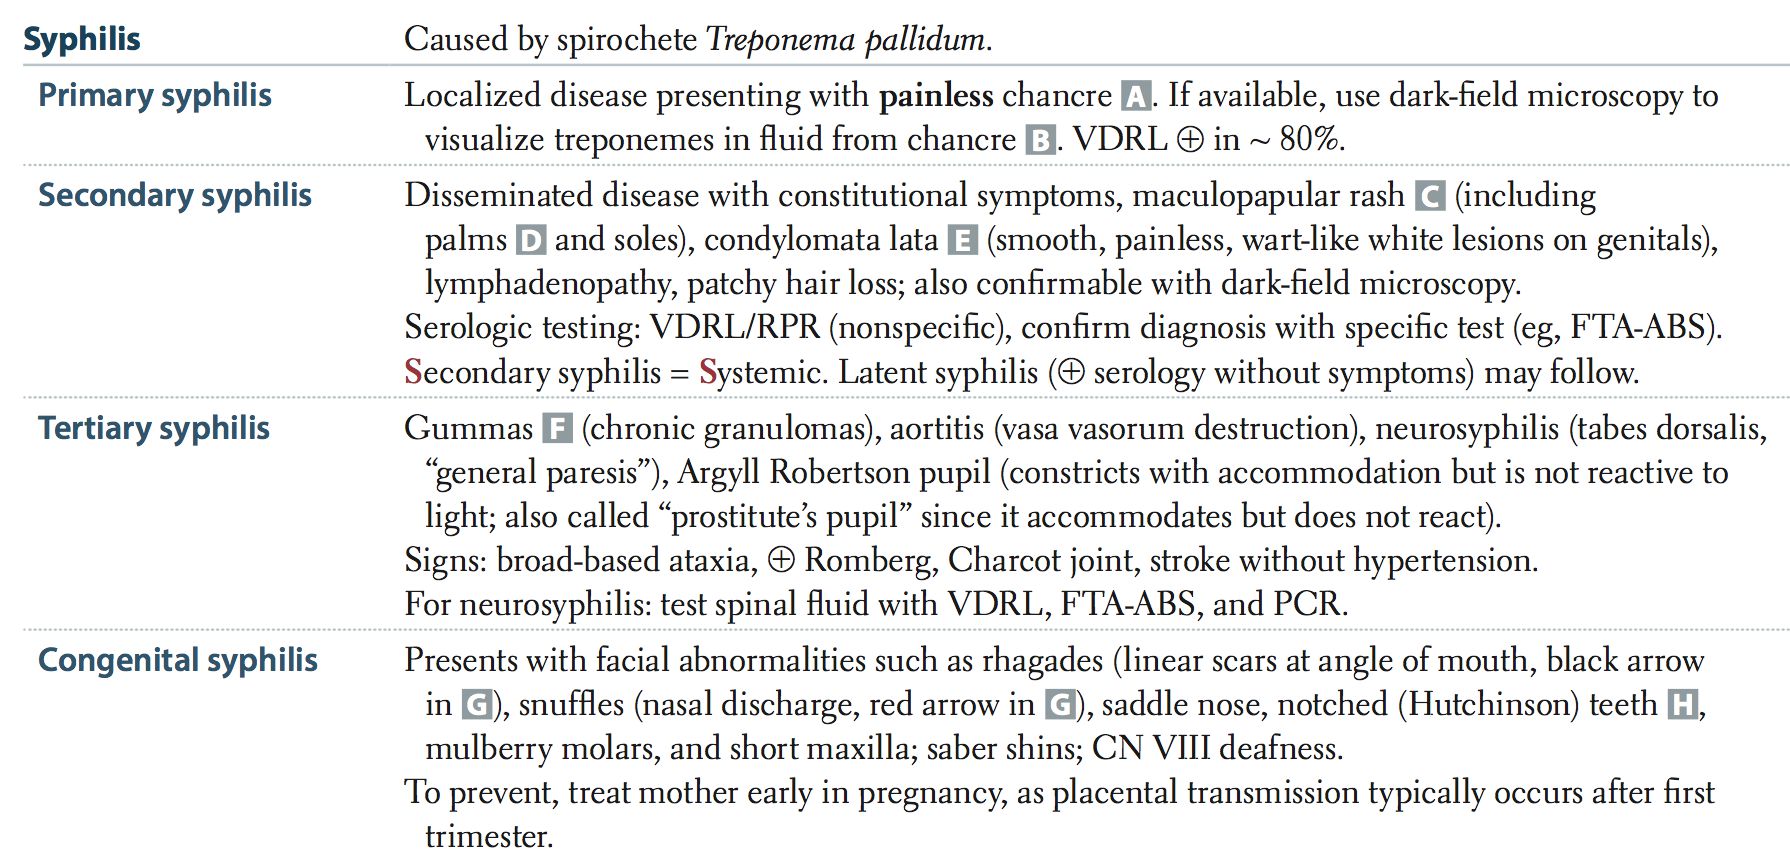 Syphilis Caused by spirochete Treponema pallidum.
Primary syphilis Localized disease presenting with painless chancre A. If available, use dark-field microscopy to
visualize treponemes in fluid from chancre B. VDRL ⊕ in ~ 80%.
Secondary syphilis Disseminated disease with constitutional symptoms, maculopapular rash C (including
palms D and soles), condylomata lata E (smooth, painless, wart-like white lesions on genitals),
lymphadenopathy, patchy hair loss; also confirmable with dark-field microscopy.
Serologic testing: VDRL/RPR (nonspecific), confirm diagnosis with specific test (eg, FTA-ABS).
Secondary syphilis = Systemic. Latent syphilis (⊕ serology without symptoms) may follow.
Tertiary syphilis Gummas F (chronic granulomas), aortitis (vasa vasorum destruction), neurosyphilis (tabes dorsalis,
“general paresis”), Argyll Robertson pupil (constricts with accommodation but is not reactive to
light; also called “prostitute’s pupil” since it accommodates but does not react).
Signs: broad-based ataxia, ⊕ Romberg, Charcot joint, stroke without hypertension.
For neurosyphilis: test spinal fluid with VDRL, FTA-ABS, and PCR.
Congenital syphilis Presents with facial abnormalities such as rhagades (linear scars at angle of mouth, black arrow
in G), snuffles (nasal discharge, red arrow in G), saddle nose, notched (Hutchinson) teeth H,
mulberry molars, and short maxilla; saber shins; CN VIII deafness.
To prevent, treat mother early in pregnancy, as placental transmission typically occurs after first
trimester.